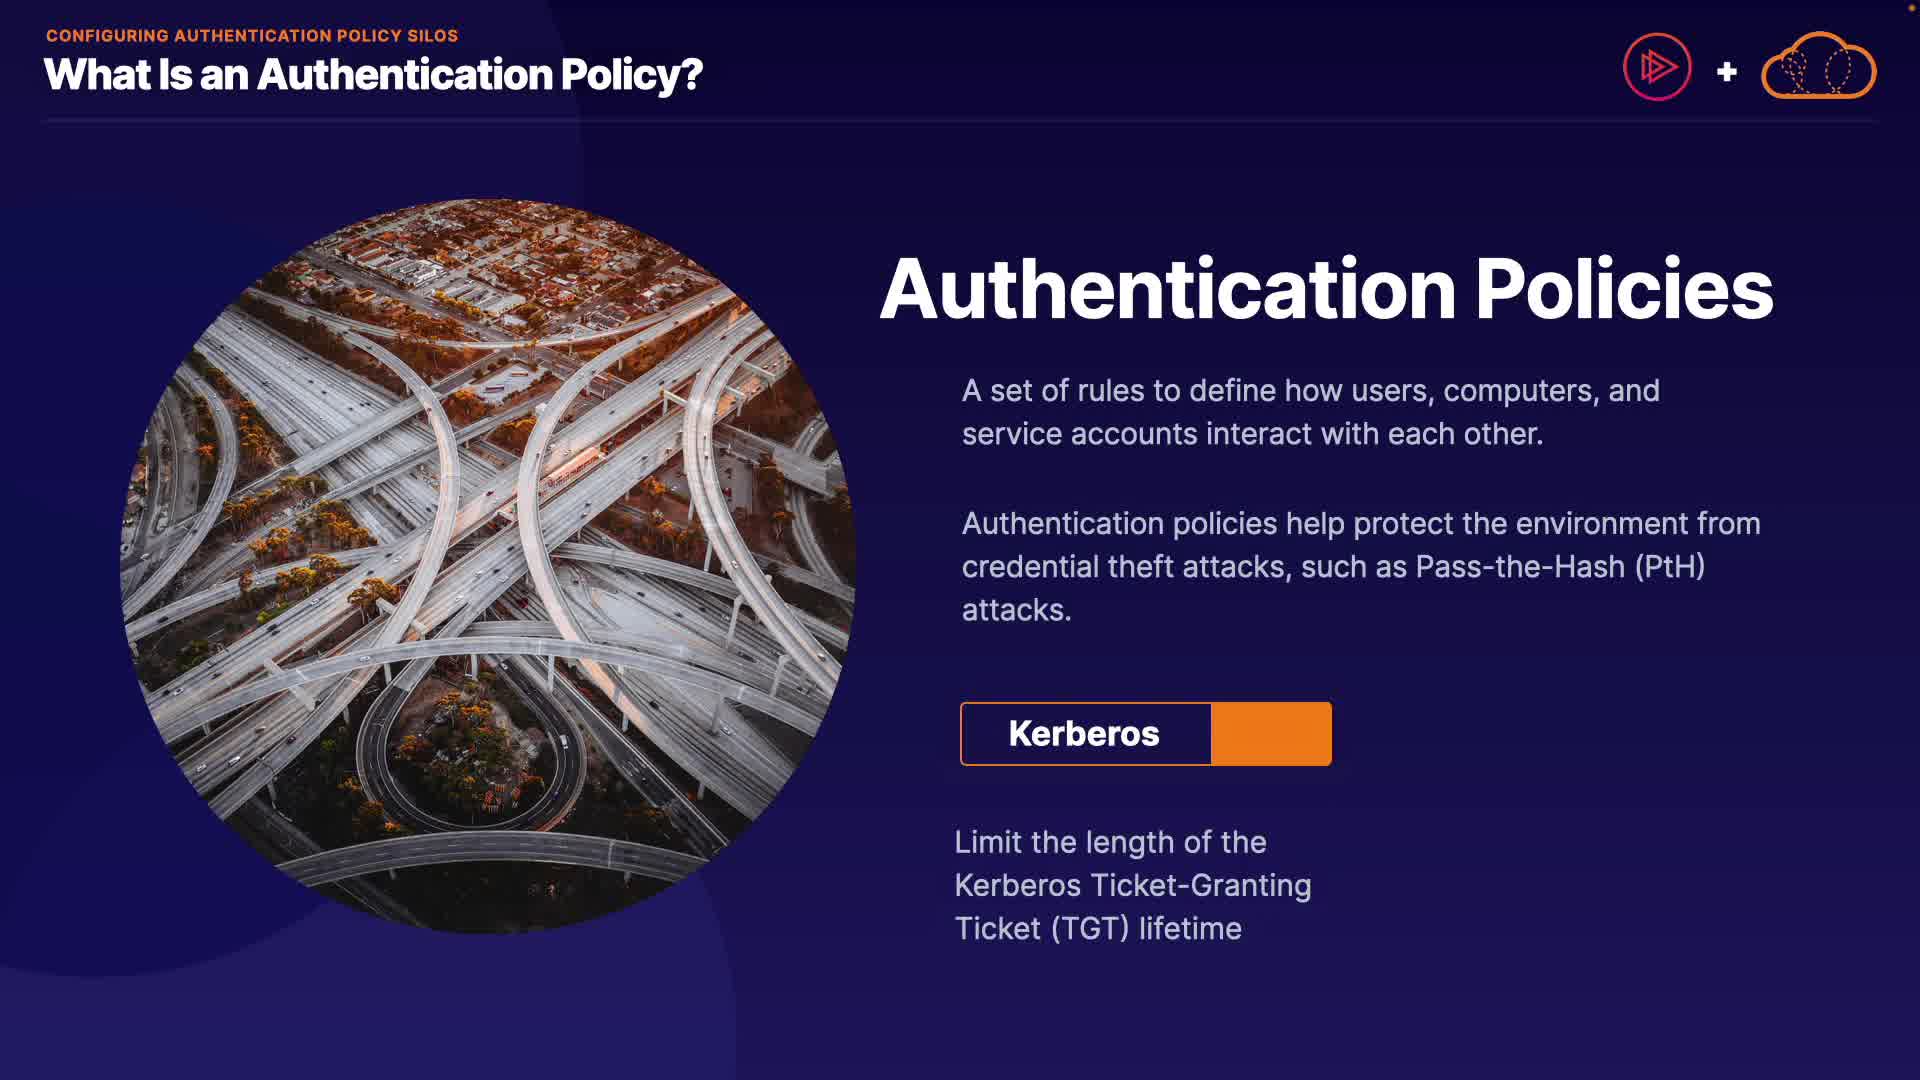 CONFIGURING AUTHENTICATION POLICY SILOS
What Is an Authentication Policy?
+
Authentication Policies
A set of rules to define how users, computers, and
service accounts interact with each other.
Authentication policies help protect the environment from
credential theft attacks, such as Pass-the-Hash (PtH)
attacks.
Kerberos
Limit the length of the
Kerberos Ticket-Granting
Ticket (TGT) lifetime